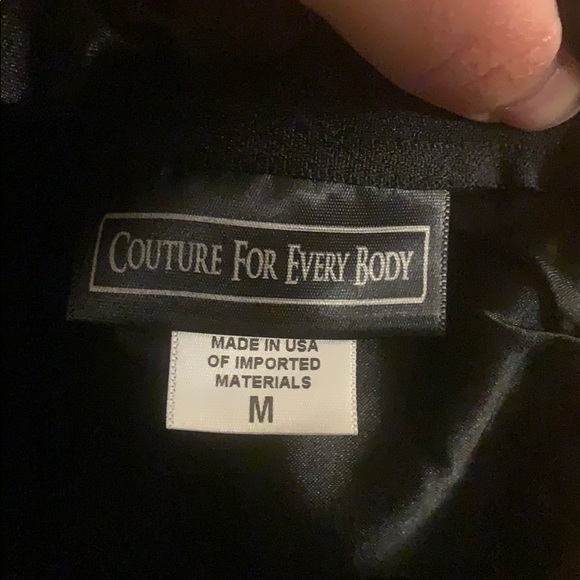 COUTURE FOR EVERY BODY
MADE IN USA
OF IMPORTED
MATERIALS
M